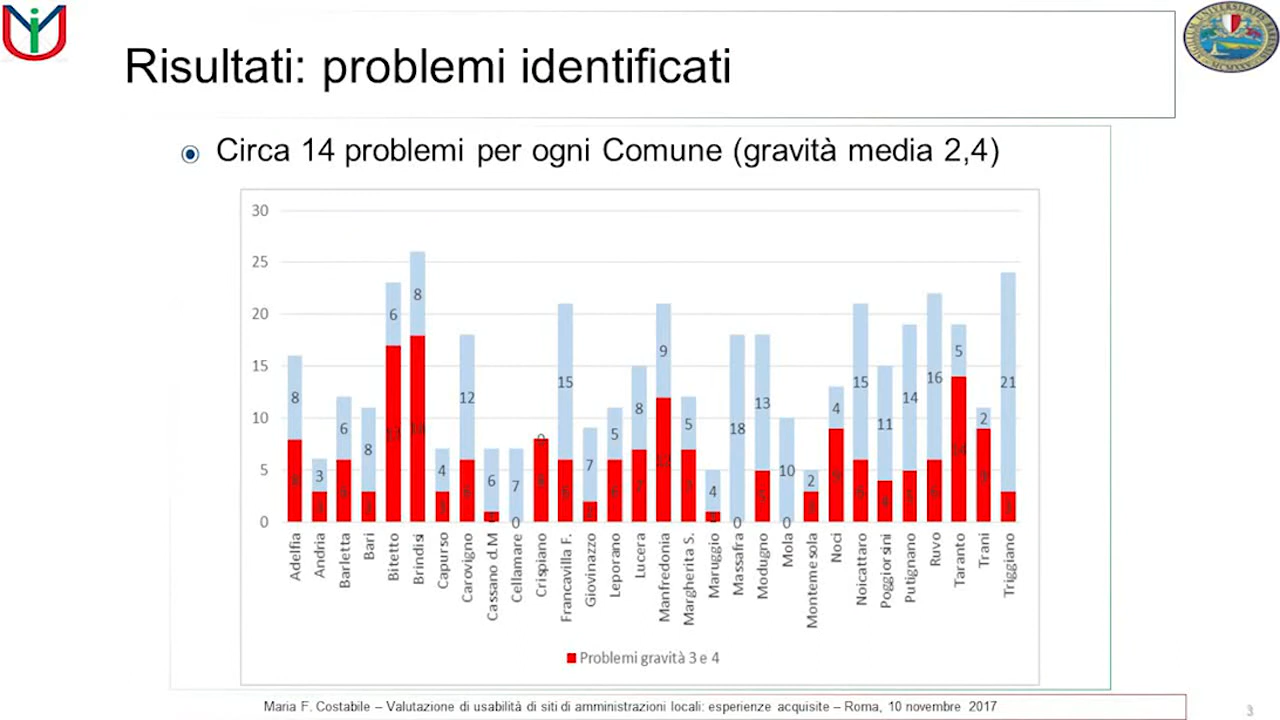 Risultati: problemi identificati
Circa 14 problemi per ogni Comune (gravità media 2,4)
30
25
20
15
10
5
0
8 3 6 8 6 8 4 12 6 7 0 15 7 5 8 9 5 4 18 13 10 2 4 15 11 14 16 5 2 21
0 0 0
Adelfia
Andria
Barletta
Bari
Bitetto
Brindisi
Capurso
Carovigno
Cassano d.M
Cellamare
Crispiano
Francavilla F.
Giovinazzo
Leporano
Lucera
Manfredonia
Margherita S.
Maruggio
Massafra
Modugno
Mola
Montemesola
Noci
Noicattaro
Poggiorsini
Putignano
Ruvo
Taranto
Trani
Triggiano
Problemi gravità 3 e 4
Maria F. Costabile – Valutazione di usabilità di siti di amministrazioni locali: esperienze acquisite – Roma, 10 novembre 2017
3